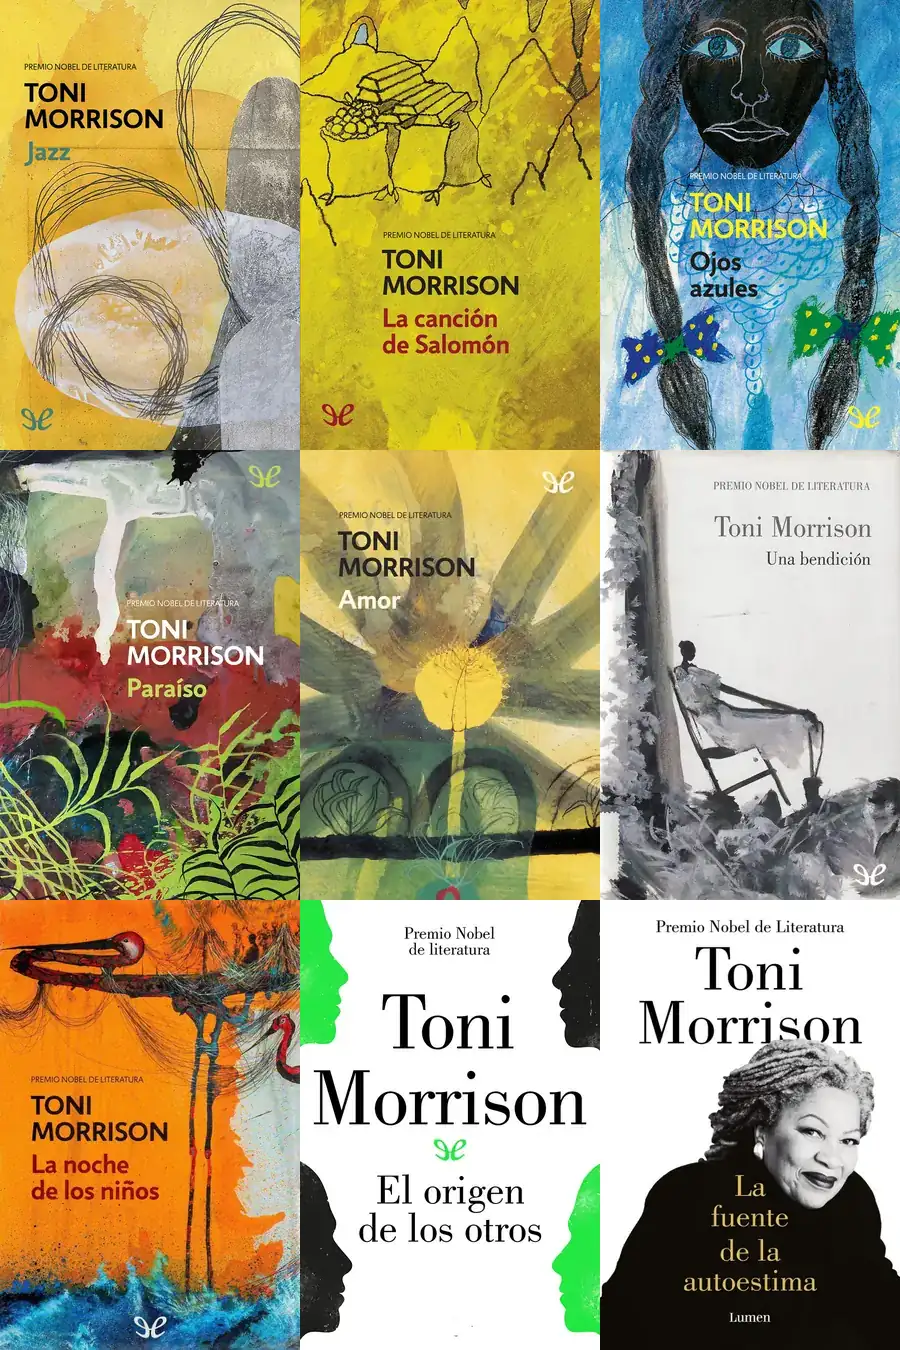 PREMIO NOBEL DE LITERATURA
TONI
MORRISON
Jazz
PREMIO NOBEL DE LITERATURA
TONI
MORRISON
La canción
de Salomón
PREMIO NOBEL DE LITERATURA
TONI
MORRISON
Ojos
azules
PREMIO NOBEL DE LITERATURA
TONI
MORRISON
Paraíso
PREMIO NOBEL DE LITERATURA
TONI
MORRISON
Amor
PREMIO NOBEL DE LITERATURA
Toni Morrison
Una bendición
PREMIO NOBEL DE LITERATURA
TONI
MORRISON
La noche
de los niños
Premio Nobel
de literatura
Toni
Morrison
El origen
de los otros
Premio Nobel de Literatura
Toni
Morrison
La
fuente
de la
autoestima
Lumen